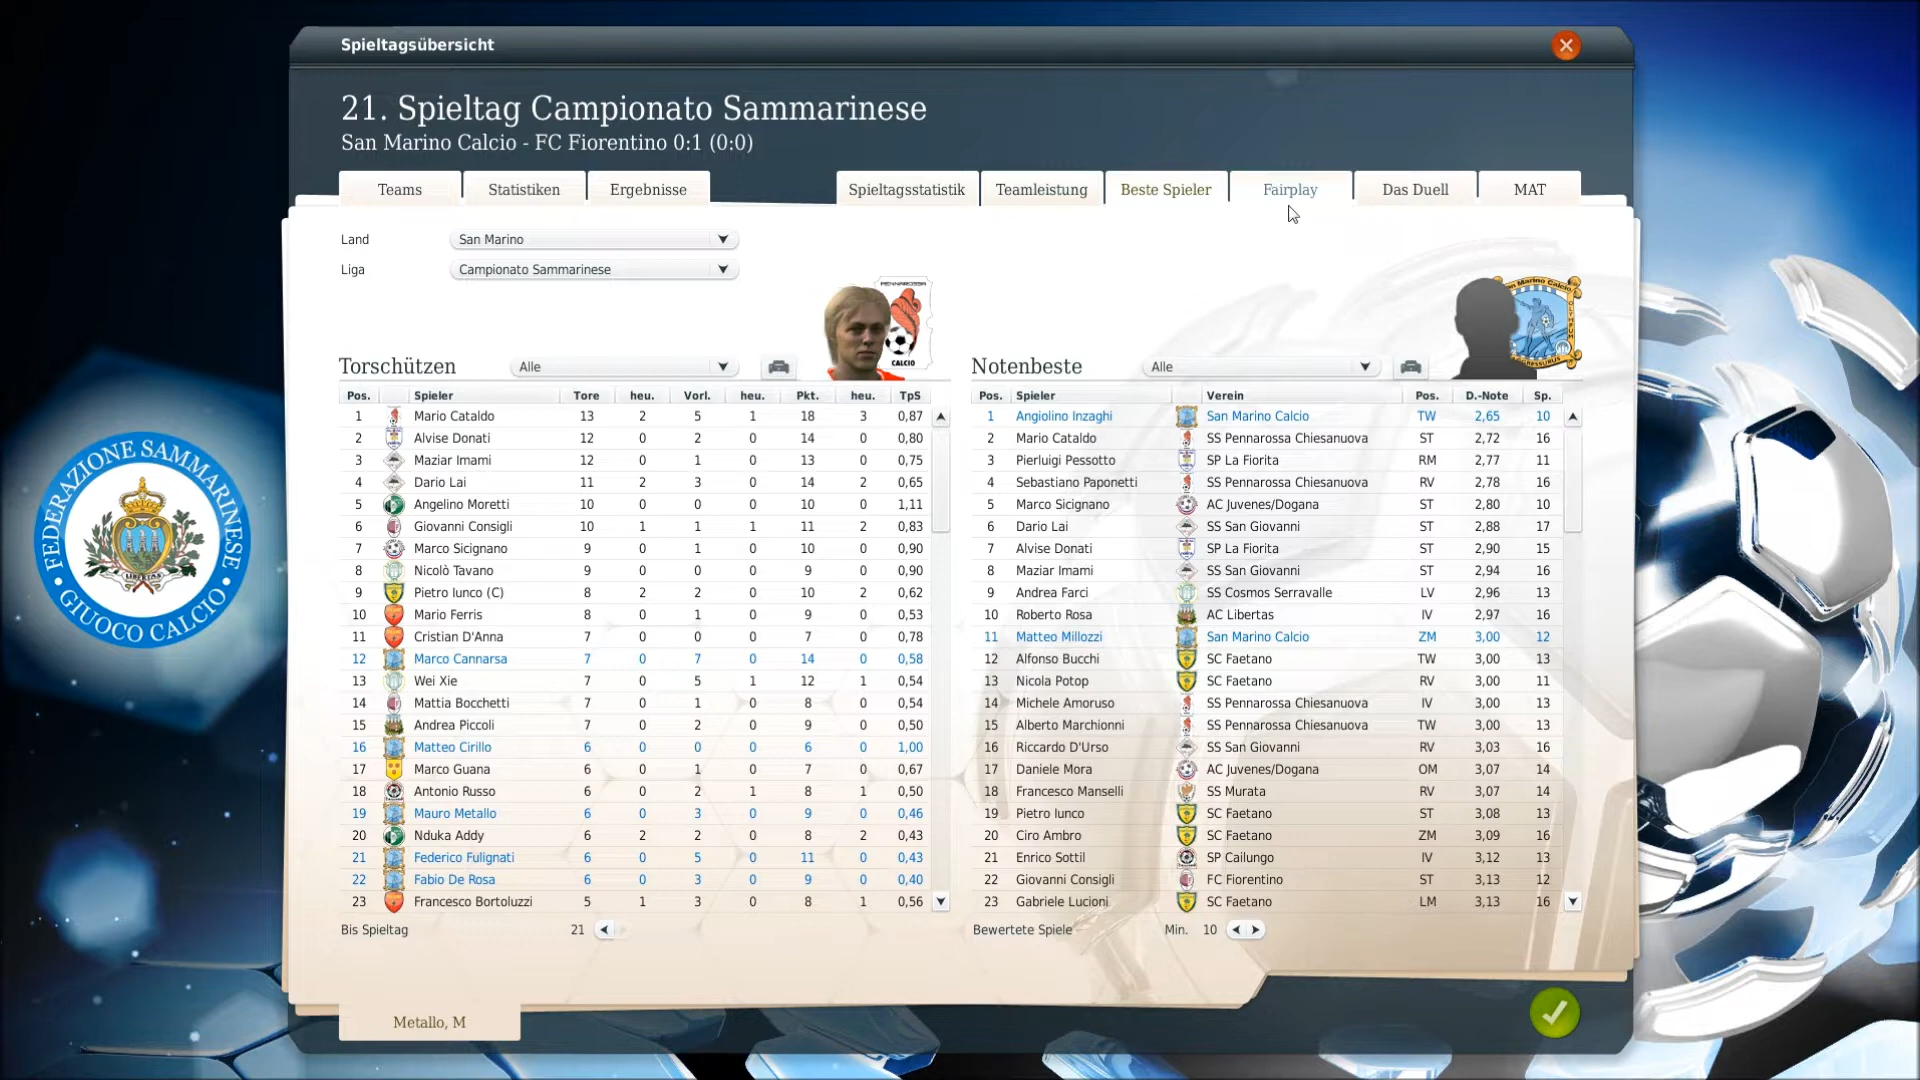 Spieltagsübersicht
21. Spieltag Campionato Sammarinese
San Marino Calcio - FC Fiorentino 0:1 (0:0)
Teams Statistiken Ergebnisse Spieltagsstatistik Teamleistung Beste Spieler Fairplay Das Duell MAT
Land San Marino
Liga Campionato Sammarinese
PENNAROSSA
CALCIO
San Marino Calcio
FEDERAZIONE SAMMARINESE
GIUOCO CALCIO
LIBERTAS
Torschützen Alle
Pos. Spieler Tore heu. Vorl. heu. Pkt. heu. TpS
1 Mario Cataldo 13 2 5 1 18 3 0,87
2 Alvise Donati 12 0 2 0 14 0 0,80
3 Maziar Imami 12 0 1 0 13 0 0,75
4 Dario Lai 11 2 3 0 14 2 0,65
5 Angelino Moretti 10 0 0 0 10 0 1,11
6 Giovanni Consigli 10 1 1 1 11 2 0,83
7 Marco Sicignano 9 0 1 0 10 0 0,90
8 Nicolò Tavano 9 0 0 0 9 0 0,90
9 Pietro Iunco (C) 8 2 2 0 10 2 0,62
10 Mario Ferris 8 0 1 0 9 0 0,53
11 Cristian D'Anna 7 0 0 0 7 0 0,78
12 Marco Cannarsa 7 0 7 0 14 0 0,58
13 Wei Xie 7 0 5 1 12 1 0,54
14 Mattia Bocchetti 7 0 1 0 8 0 0,54
15 Andrea Piccoli 7 0 2 0 9 0 0,50
16 Matteo Cirillo 6 0 0 0 6 0 1,00
17 Marco Guana 6 0 1 0 7 0 0,67
18 Antonio Russo 6 0 2 1 8 1 0,50
19 Mauro Metallo 6 0 3 0 9 0 0,46
20 Nduka Addy 6 2 2 0 8 2 0,43
21 Federico Fulignati 6 0 5 0 11 0 0,43
22 Fabio De Rosa 6 0 3 0 9 0 0,40
23 Francesco Bortoluzzi 5 1 3 0 8 1 0,56
Bis Spieltag 21
Notenbeste Alle
Pos. Spieler Verein Pos. D.-Note Sp.
1 Angiolino Inzaghi San Marino Calcio TW 2,65 10
2 Mario Cataldo SS Pennarossa Chiesanuova ST 2,72 16
3 Pierluigi Pessotto SP La Fiorita RM 2,77 11
4 Sebastiano Paponetti SS Pennarossa Chiesanuova RV 2,78 16
5 Marco Sicignano AC Juvenes/Dogana ST 2,80 10
6 Dario Lai SS San Giovanni ST 2,88 17
7 Alvise Donati SP La Fiorita ST 2,90 15
8 Maziar Imami SS San Giovanni ST 2,94 16
9 Andrea Farci SS Cosmos Serravalle LV 2,96 13
10 Roberto Rosa AC Libertas IV 2,97 16
11 Matteo Millozzi San Marino Calcio ZM 3,00 12
12 Alfonso Bucchi SC Faetano TW 3,00 13
13 Nicola Potop SC Faetano RV 3,00 11
14 Michele Amoruso SS Pennarossa Chiesanuova IV 3,00 13
15 Alberto Marchionni SS Pennarossa Chiesanuova TW 3,00 13
16 Riccardo D'Urso SS San Giovanni RV 3,03 16
17 Daniele Mora AC Juvenes/Dogana OM 3,07 14
18 Francesco Manselli SS Murata RV 3,07 14
19 Pietro Iunco SC Faetano ST 3,08 13
20 Ciro Ambro SC Faetano ZM 3,09 16
21 Enrico Sottil SP Cailungo IV 3,12 13
22 Giovanni Consigli FC Fiorentino ST 3,13 12
23 Gabriele Lucioni SC Faetano LM 3,13 16
Bewertete Spiele Min. 10
Metallo, M